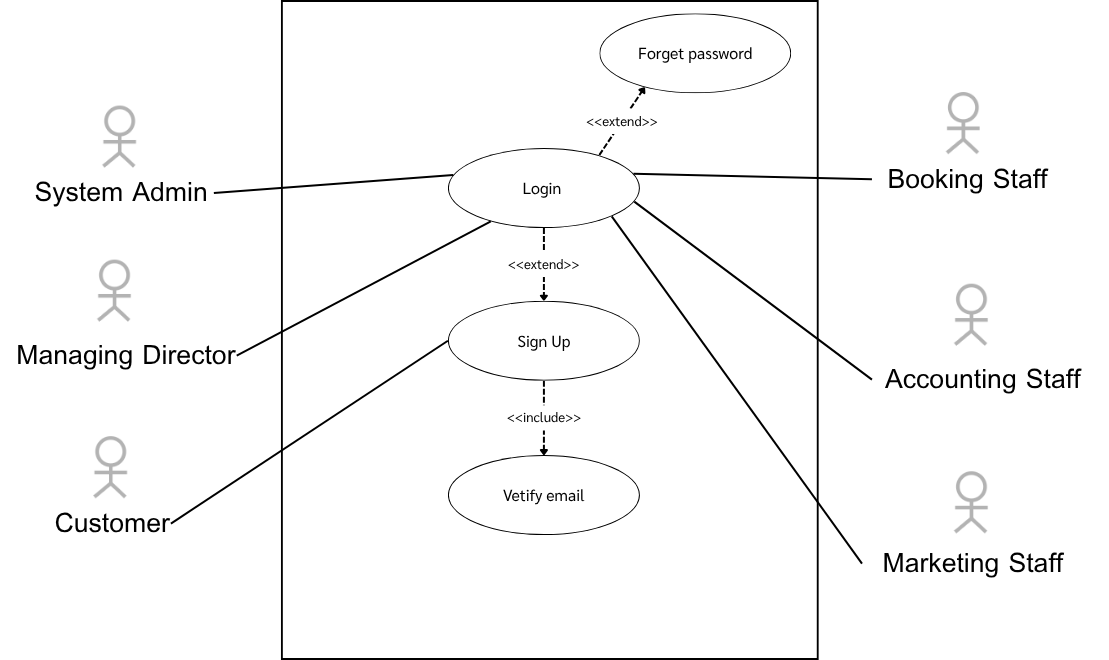 Forget password
<<extend>>
System Admin
Login
Booking Staff
<<extend>>
Managing Director
Sign Up
Accounting Staff
<<include>>
Customer
Vetify email
Marketing Staff